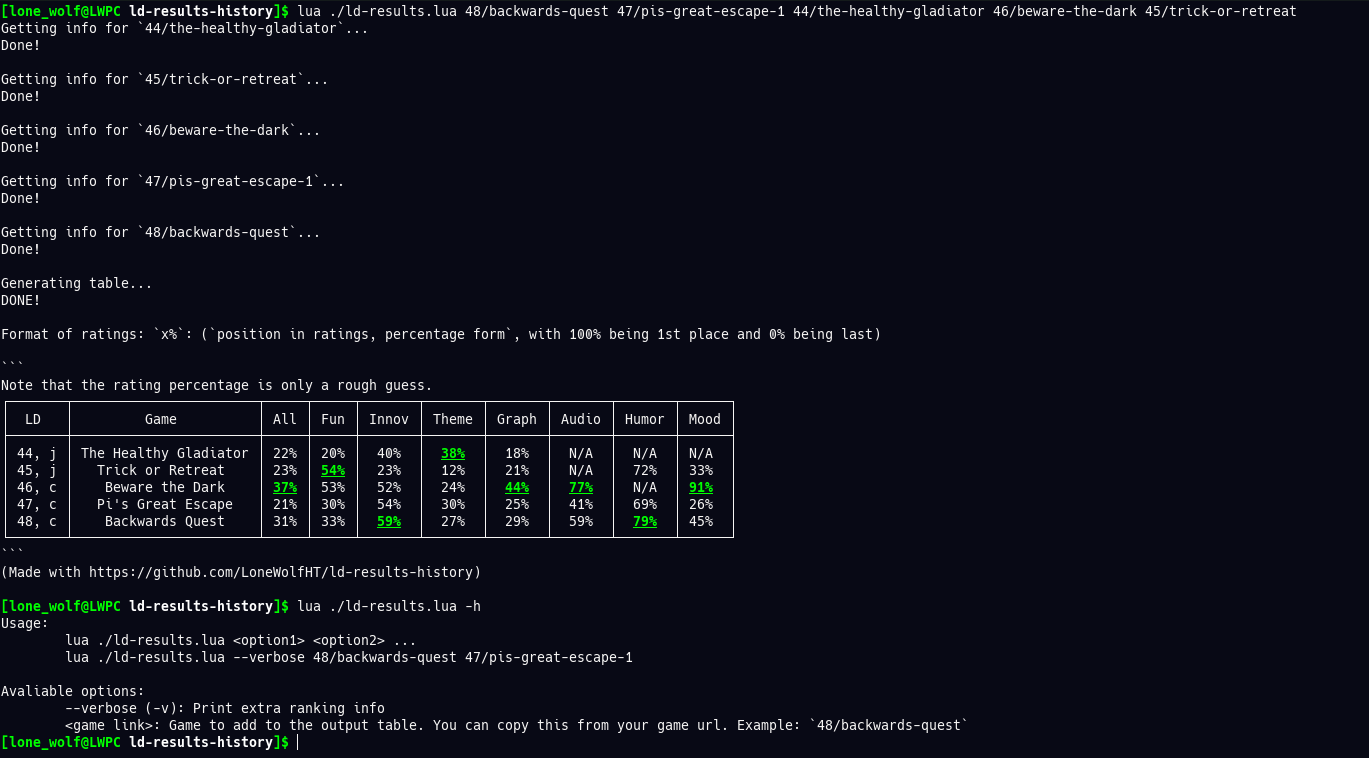 [lone_wolf@LWPC ld-results-history]$ lua ./ld-results.lua 48/backwards-quest 47/pis-great-escape-1 44/the-healthy-gladiator 46/beware-the-dark 45/trick-or-retreat
Getting info for `44/the-healthy-gladiator`...
Done!
Getting info for `45/trick-or-retreat`...
Done!
Getting info for `46/beware-the-dark`...
Done!
Getting info for `47/pis-great-escape-1`...
Done!
Getting info for `48/backwards-quest`...
Done!
Generating table...
DONE!
Format of ratings: `x%`: (`position in ratings, percentage form`, with 100% being 1st place and 0% being last)
```
Note that the rating percentage is only a rough guess.
LD Game All Fun Innov Theme Graph Audio Humor Mood
44, j The Healthy Gladiator 22% 20% 40% 38% 18% N/A N/A N/A
45, j Trick or Retreat 23% 54% 23% 12% 21% N/A 72% 33%
46, c Beware the Dark 37% 53% 52% 24% 44% 77% N/A 91%
47, c Pi's Great Escape 21% 30% 54% 30% 25% 41% 69% 26%
48, c Backwards Quest 31% 33% 59% 27% 29% 59% 79% 45%
```
(Made with https://github.com/LoneWolfHT/ld-results-history)
[lone_wolf@LWPC ld-results-history]$ lua ./ld-results.lua -h
Usage:
lua ./ld-results.lua <option1> <option2> ...
lua ./ld-results.lua --verbose 48/backwards-quest 47/pis-great-escape-1
Avaliable options:
--verbose (-v): Print extra ranking info
<game link>: Game to add to the output table. You can copy this from your game url. Example: `48/backwards-quest`
[lone_wolf@LWPC ld-results-history]$